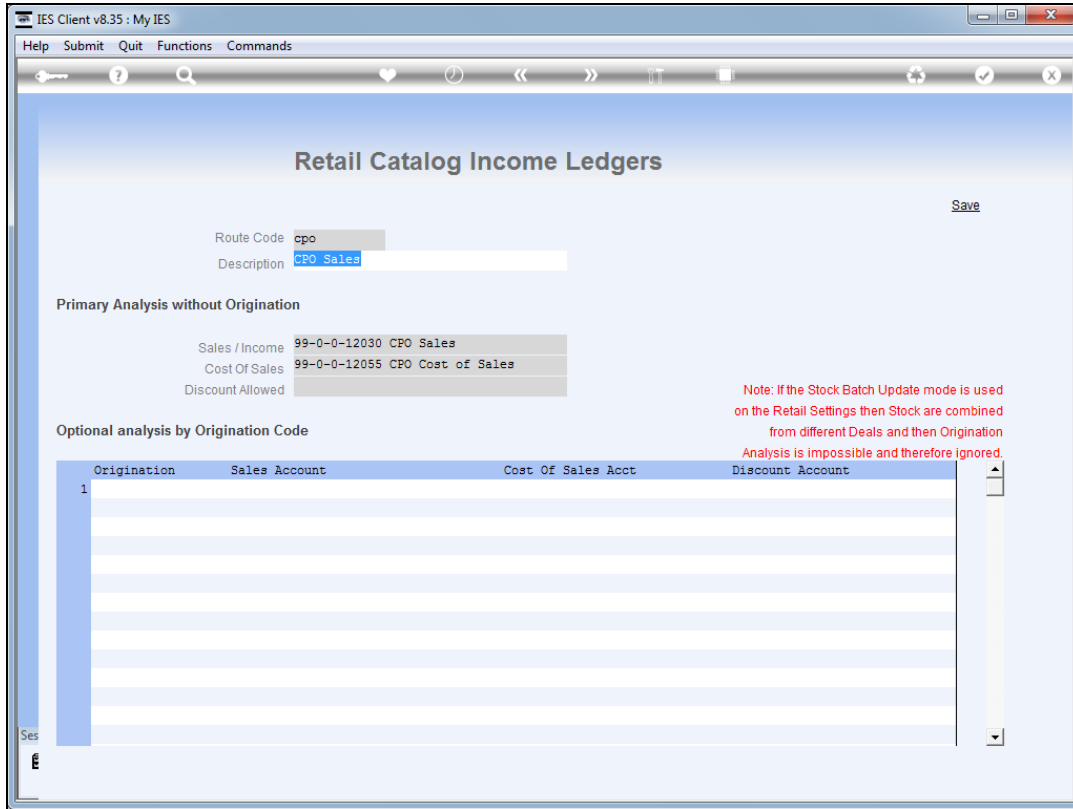 IES Client v8.35 : My IES
Help Submit Quit Functions Commands
Retail Catalog Income Ledgers
Save
Route Code cpo
Description CPO Sales
Primary Analysis without Origination
Sales / Income 99-0-0-12030 CPO Sales
Cost Of Sales 99-0-0-12055 CPO Cost of Sales
Discount Allowed
Note: If the Stock Batch Update mode is used
on the Retail Settings then Stock are combined
from different Deals and then Origination
Analysis is impossible and therefore ignored.
Optional analysis by Origination Code
Origination Sales Account Cost Of Sales Acct Discount Account
1
Ses